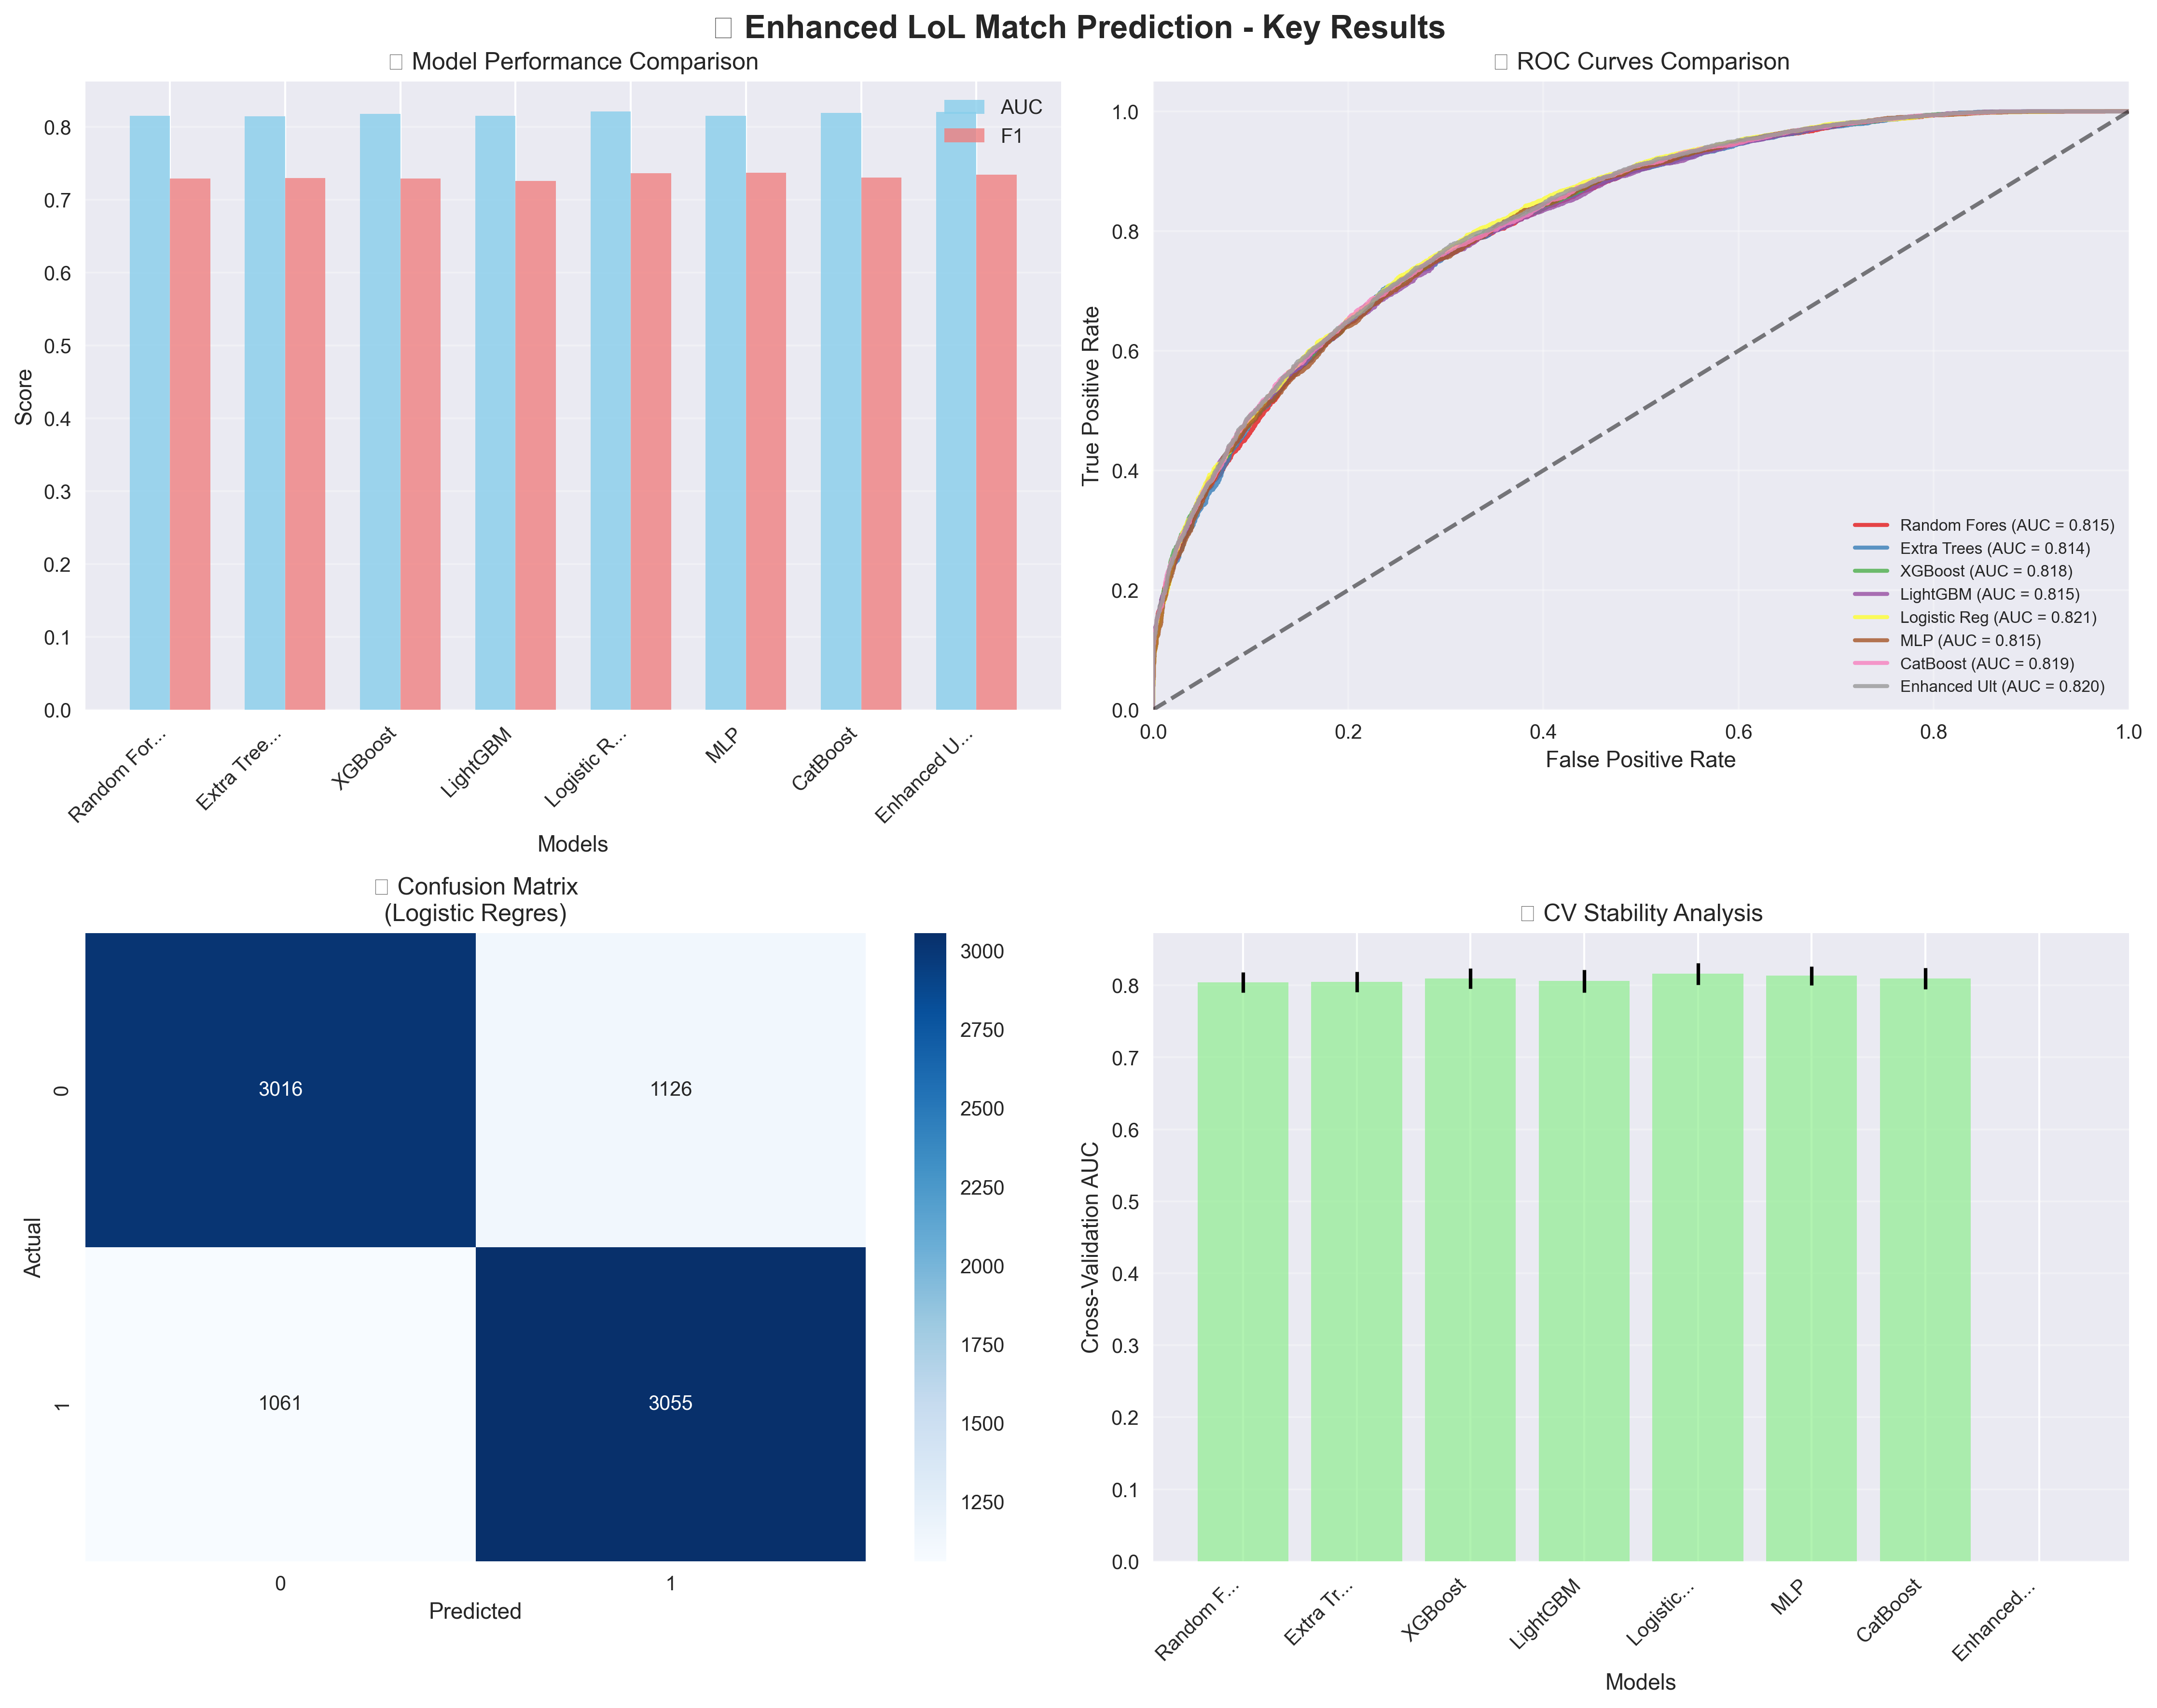 Enhanced LoL Match Prediction - Key Results
Model Performance Comparison
AUC
F1
0.8
0.7
0.6
0.5
0.4
0.3
0.2
0.1
0.0
Score
Random For...
Extra Tree...
XGBoost
LightGBM
Logistic R...
MLP
CatBoost
Enhanced U...
Models
ROC Curves Comparison
1.0
0.8
0.6
0.4
0.2
0.0
True Positive Rate
Random Fores (AUC = 0.815)
Extra Trees (AUC = 0.814)
XGBoost (AUC = 0.818)
LightGBM (AUC = 0.815)
Logistic Reg (AUC = 0.821)
MLP (AUC = 0.815)
CatBoost (AUC = 0.819)
Enhanced Ult (AUC = 0.820)
0.0
0.2
0.4
0.6
0.8
1.0
False Positive Rate
Confusion Matrix
(Logistic Regres)
0
1
Actual
3016
1126
1061
3055
0
1
Predicted
3000
2750
2500
2250
2000
1750
1500
1250
CV Stability Analysis
0.8
0.7
0.6
0.5
0.4
0.3
0.2
0.1
0.0
Cross-Validation AUC
Random F...
Extra Tr...
XGBoost
LightGBM
Logistic...
MLP
CatBoost
Enhanced...
Models